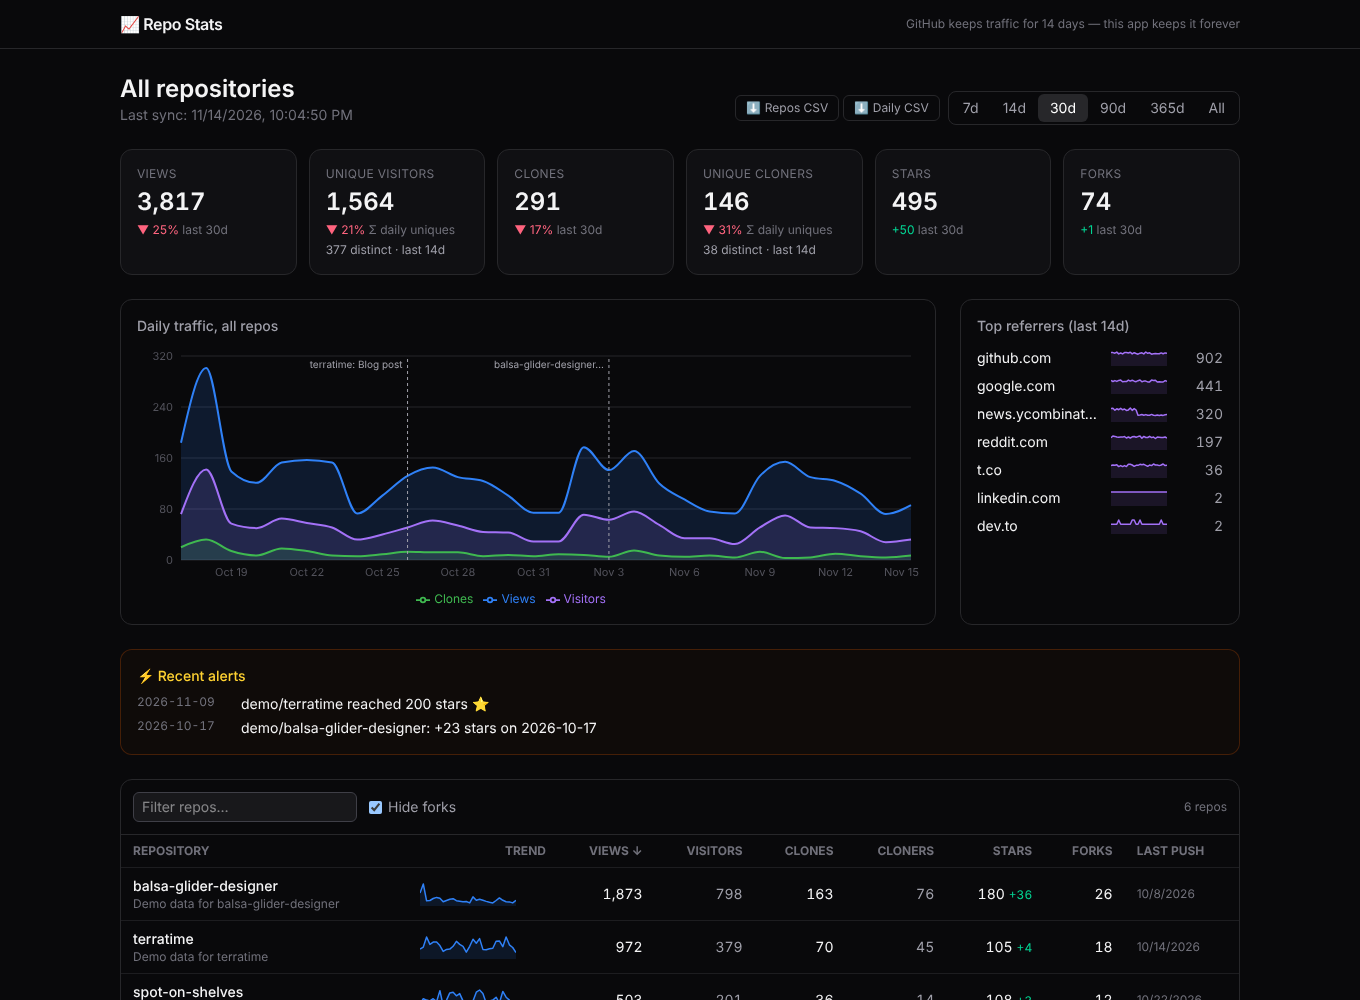 📈 Repo Stats
GitHub keeps traffic for 14 days — this app keeps it forever
All repositories
Last sync: 11/14/2026, 10:04:50 PM
⬇️ Repos CSV ⬇️ Daily CSV 7d 14d 30d 90d 365d All
VIEWS
3,817
▼ 25% last 30d
UNIQUE VISITORS
1,564
▼ 21% Σ daily uniques
377 distinct · last 14d
CLONES
291
▼ 17% last 30d
UNIQUE CLONERS
146
▼ 31% Σ daily uniques
38 distinct · last 14d
STARS
495
+50 last 30d
FORKS
74
+1 last 30d
Daily traffic, all repos
320
240
160
80
0
terratime: Blog post
balsa-glider-designer...
Oct 19 Oct 22 Oct 25 Oct 28 Oct 31 Nov 3 Nov 6 Nov 9 Nov 12 Nov 15
Clones Views Visitors
Top referrers (last 14d)
github.com 902
google.com 441
news.ycombinat... 320
reddit.com 197
t.co 36
linkedin.com 2
dev.to 2
⚡ Recent alerts
2026-11-09 demo/terratime reached 200 stars ⭐
2026-10-17 demo/balsa-glider-designer: +23 stars on 2026-10-17
Filter repos... Hide forks 6 repos
REPOSITORY TREND VIEWS ↓ VISITORS CLONES CLONERS STARS FORKS LAST PUSH
balsa-glider-designer 1,873 798 163 76 180 +36 26 10/8/2026
Demo data for balsa-glider-designer
terratime 972 379 70 45 105 +4 18 10/14/2026
Demo data for terratime
spot-on-shelves 503 201 36 14 108 12 10/22/2026